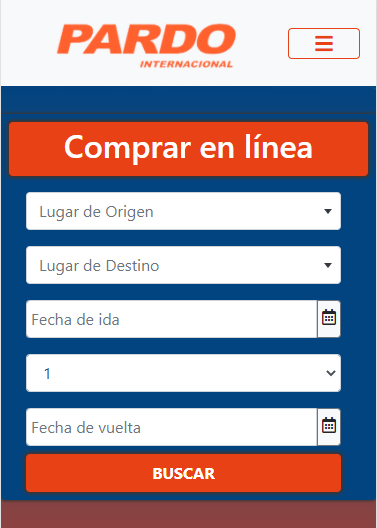 PARDO
INTERNACIONAL
Comprar en línea
Lugar de Origen
Lugar de Destino
Fecha de ida
1
Fecha de vuelta
BUSCAR